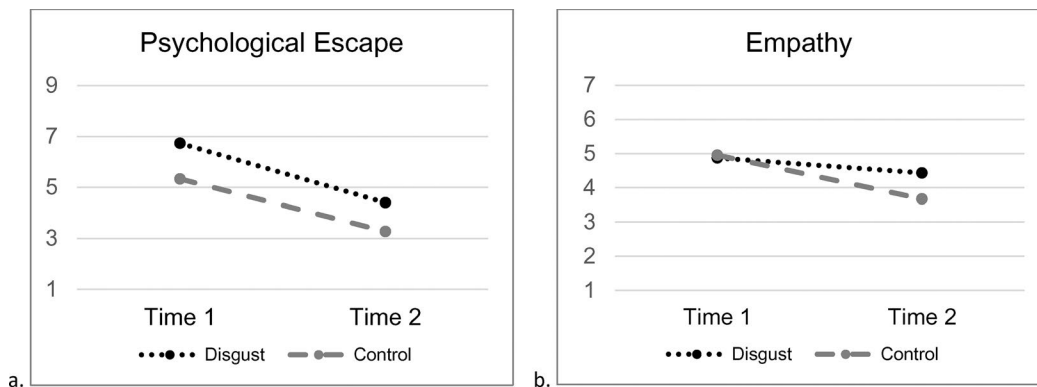 Psychological Escape
9
7
5
3
1
Time 1 Time 2
Disgust Control
a.
Empathy
7
6
5
4
3
2
1
Time 1 Time 2
Disgust Control
b.